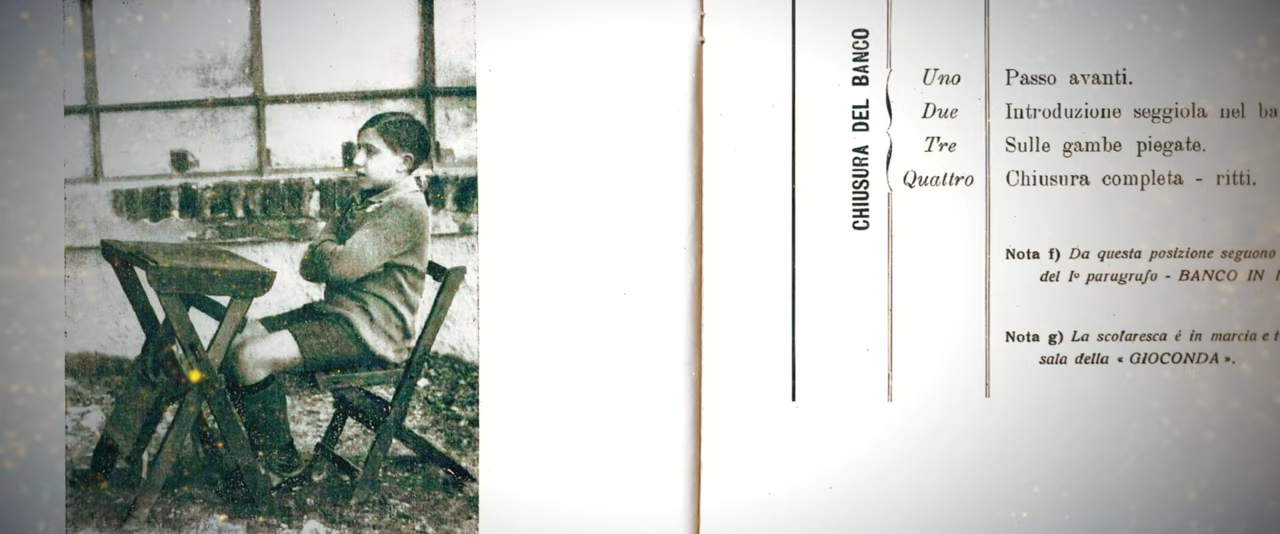 CHIUSURA DEL BANCO
Uno Passo avanti.
Due Introduzione seggiola nel ba
Tre Sulle gambe piegate.
Quattro Chiusura completa - ritti.
Nota f) Da questa posizione seguono
del Iº paragrafo - BANCO IN
Nota g) La scolaresca è in marcia e t
sala della « GIOCONDA ».